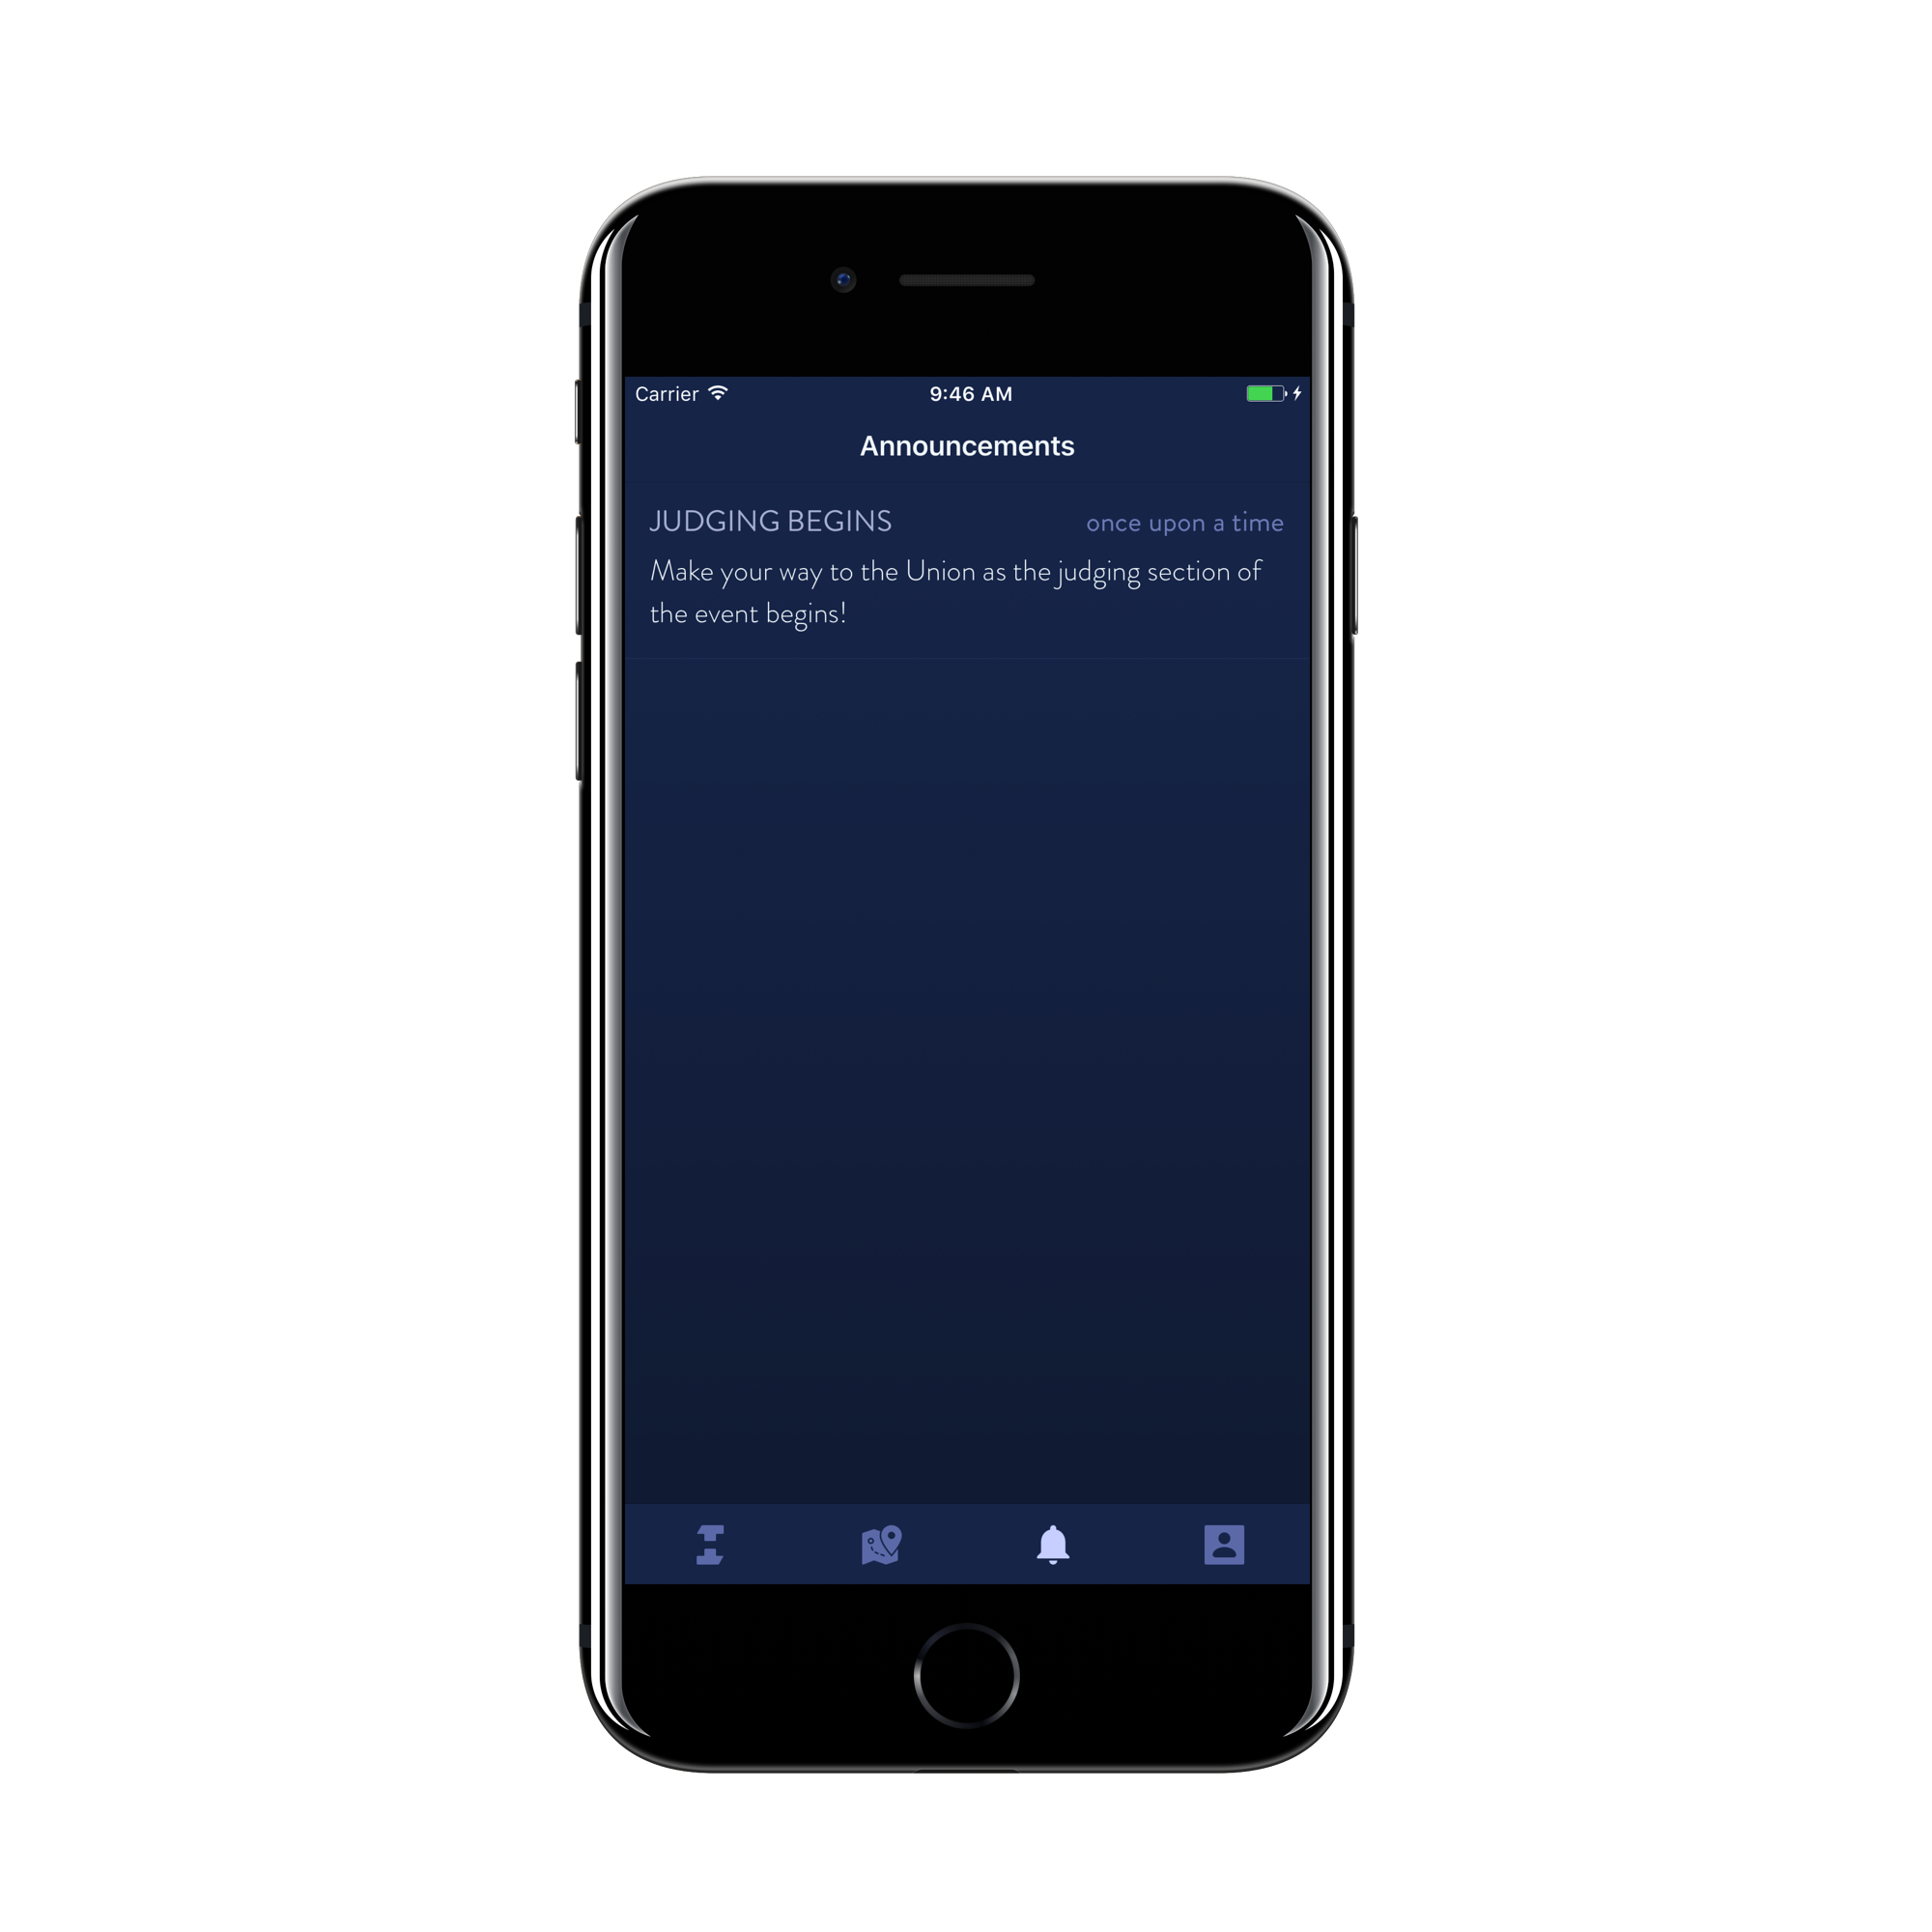 Carrier 9:46 AM
Announcements
JUDGING BEGINS once upon a time
Make your way to the Union as the judging section of
the event begins!